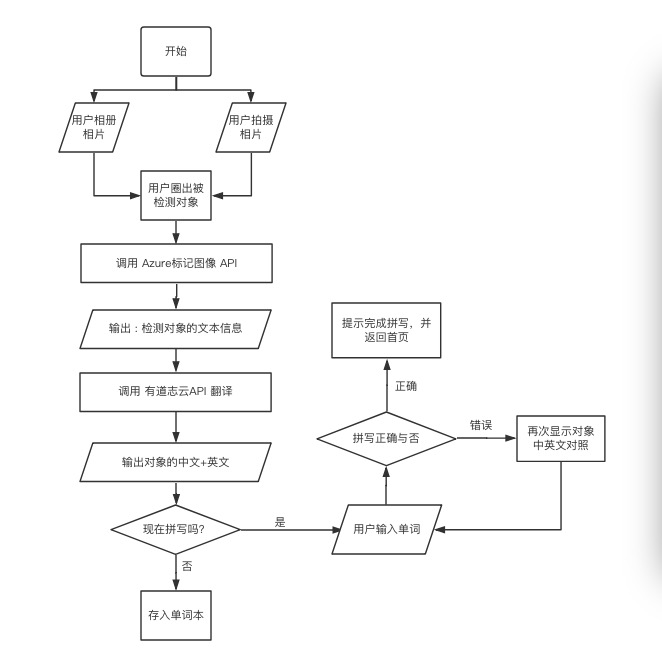 开始
用户相册
相片
用户拍摄
相片
用户圈出被
检测对象
调用 Azure标记图像 API
输出：检测对象的文本信息
调用 有道志云API 翻译
输出对象的中文+英文
现在拼写吗?
是
否
存入单词本
提示完成拼写，并
返回首页
正确
拼写正确与否
错误
再次显示对象
中英文对照
用户输入单词